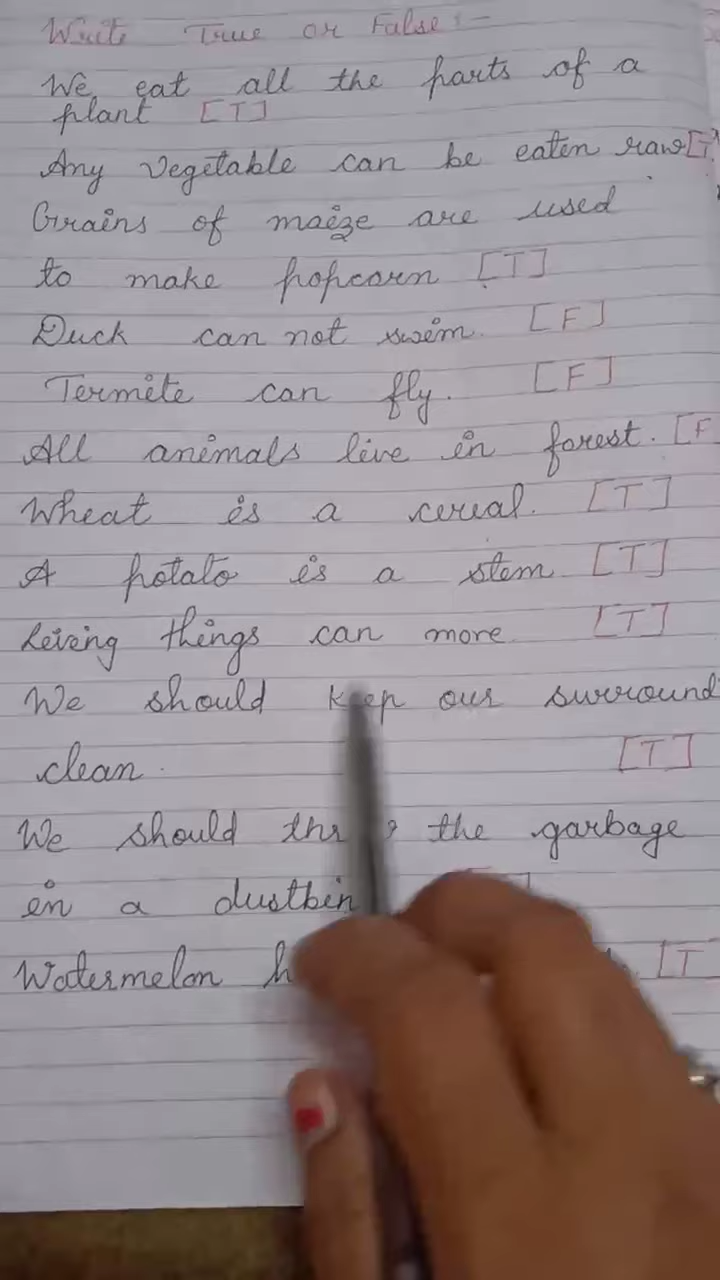 Write True or False :-
We eat all the parts of a
plant [T]
Any vegetable can be eaten raw [T]
Grains of maize are used
to make popcorn [T]
Duck can not swim. [F]
Termite can fly. [F]
All animals live in forest. [F
Wheat is a cereal. [T]
A potato is a stem [T]
Living things can more [T]
We should keep our surround
clean. [T]
We should the garbage
in a dustbin
Watermelon [T